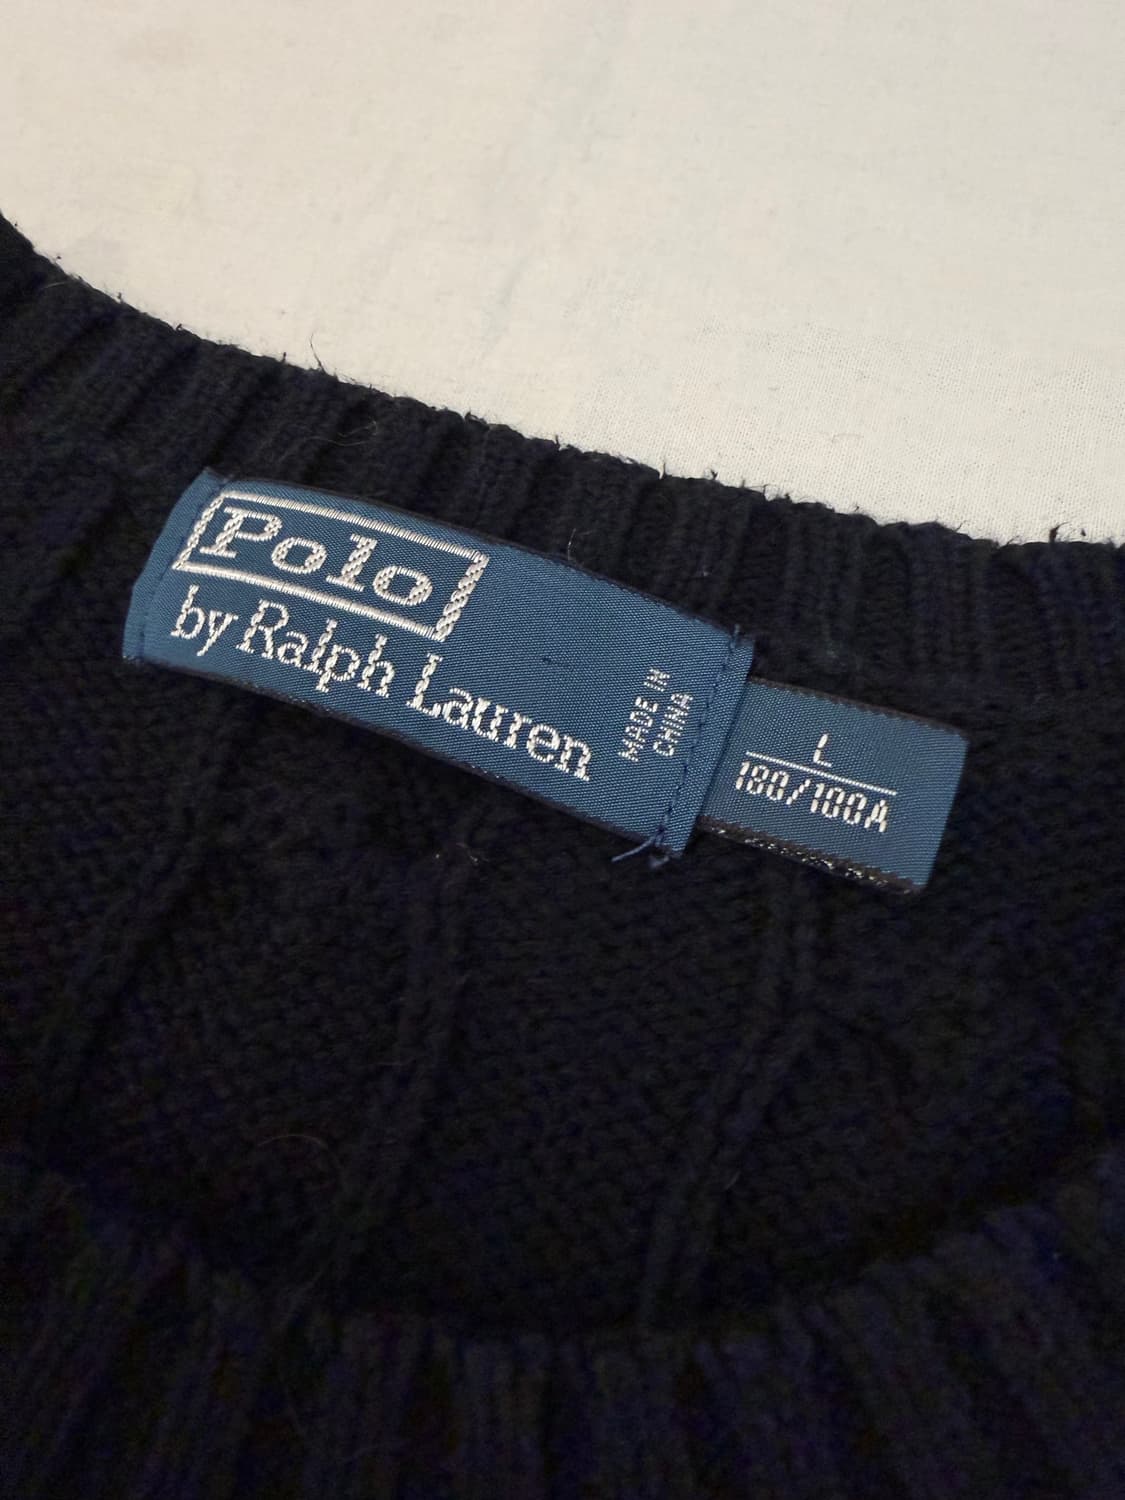 Polo
by Ralph Lauren
MADE IN
CHINA
L
180/100A